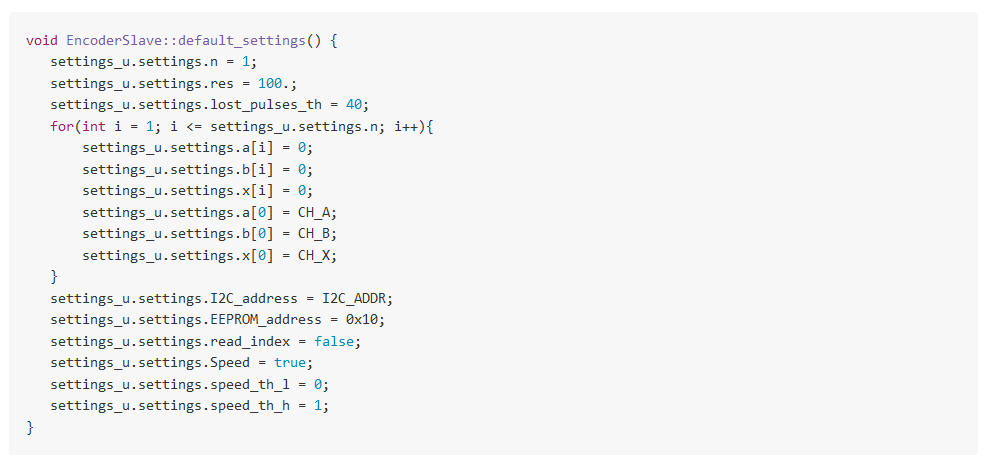 void EncoderSlave::default_settings() {
   settings_u.settings.n = 1;
   settings_u.settings.res = 100.;
   settings_u.settings.lost_pulses_th = 40;
   for(int i = 1; i <= settings_u.settings.n; i++){
       settings_u.settings.a[i] = 0;
       settings_u.settings.b[i] = 0;
       settings_u.settings.x[i] = 0;
       settings_u.settings.a[0] = CH_A;
       settings_u.settings.b[0] = CH_B;
       settings_u.settings.x[0] = CH_X;
   }
   settings_u.settings.I2C_address = I2C_ADDR;
   settings_u.settings.EEPROM_address = 0x10;
   settings_u.settings.read_index = false;
   settings_u.settings.Speed = true;
   settings_u.settings.speed_th_l = 0;
   settings_u.settings.speed_th_h = 1;
}